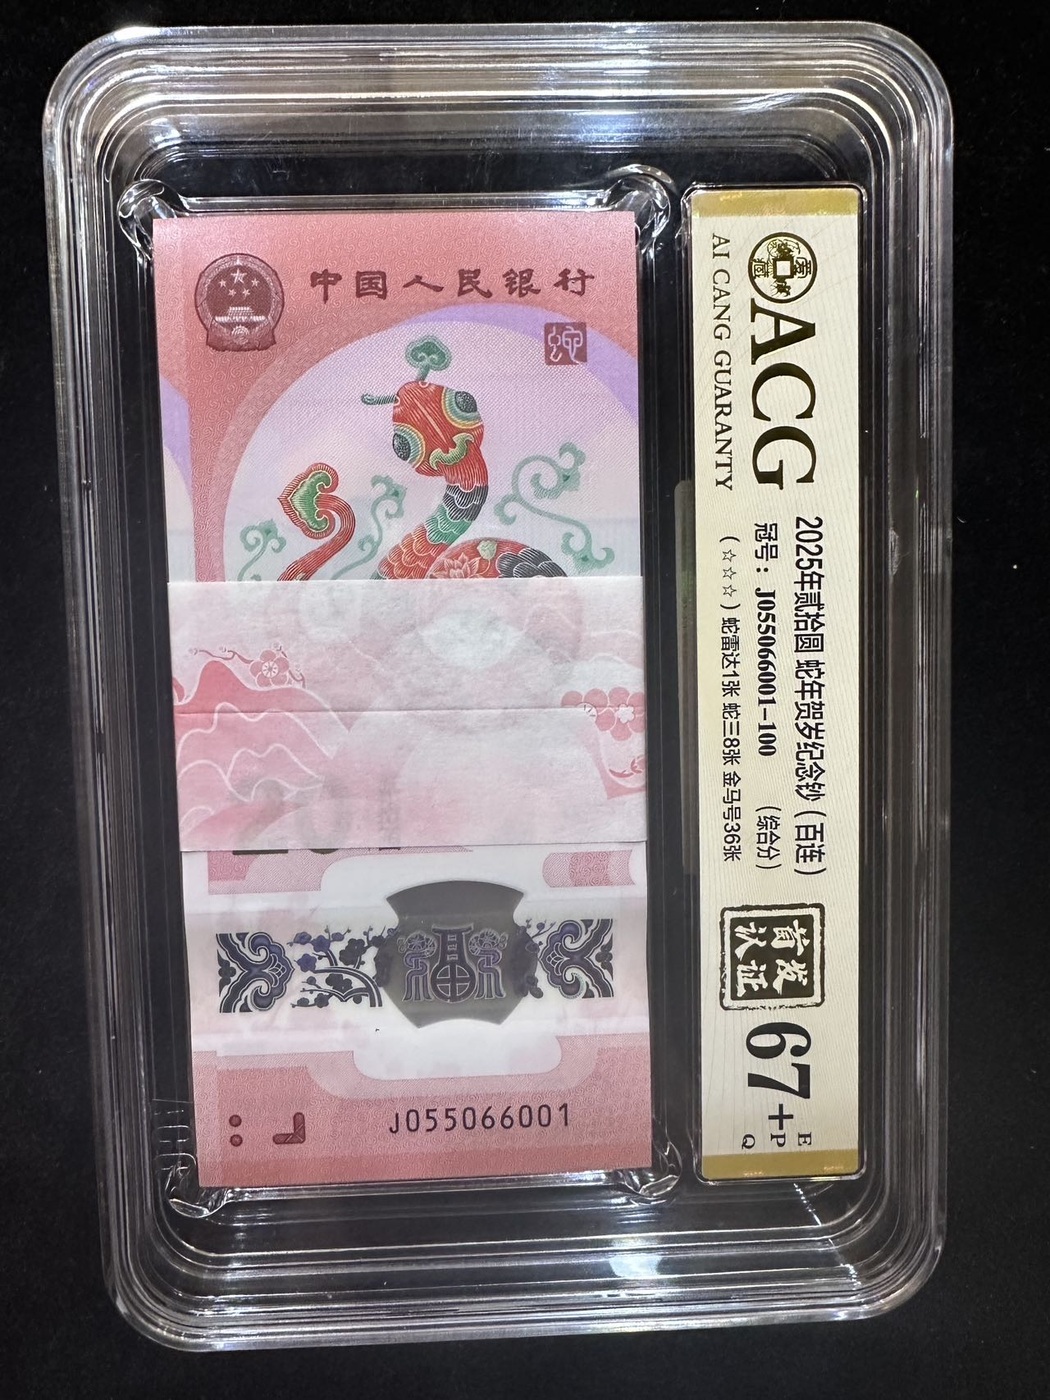 中国人民银行
蛇
J055066001
ACG
AI CANG GUARANTY
2025年贰拾圆 蛇年贺岁纪念钞（百连）
冠号：J055066001-100 （综合分）
（☆☆☆）蛇雷达1张 蛇三8张 金马号36张
首发
认证
67+
E
P
Q